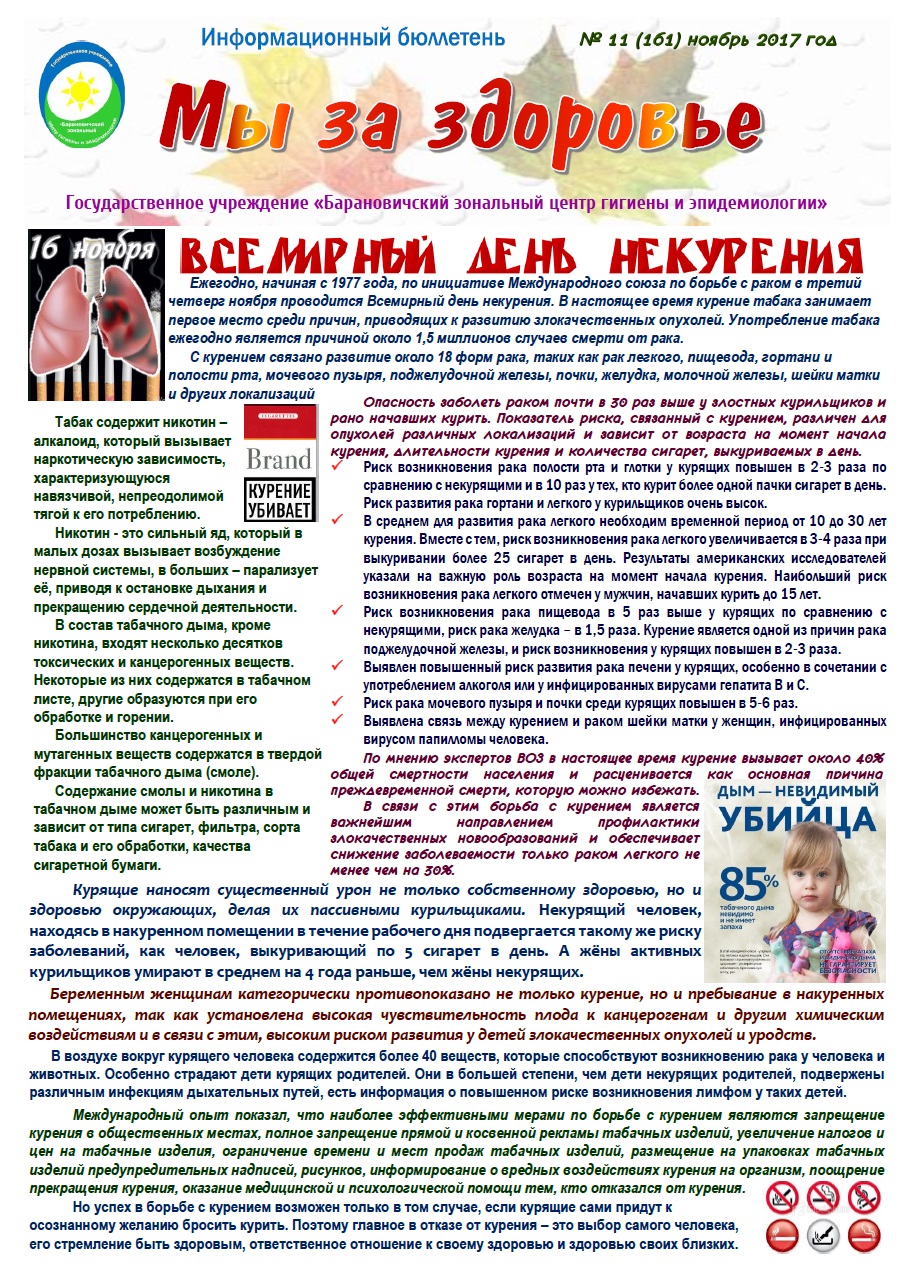 Информационный бюллетень
№ 11 (161) ноябрь 2017 год
Государственное учреждение
«Барановичский
зональный
центр гигиены и эпидемиологии»
Мы за здоровье
Государственное учреждение «Барановичский зональный центр гигиены и эпидемиологии»
16 ноября
ВСЕМИРНЫЙ ДЕНЬ НЕКУРЕНИЯ
Ежегодно, начиная с 1977 года, по инициативе Международного союза по борьбе с раком в третий
четверг ноября проводится Всемирный день некурения. В настоящее время курение табака занимает
первое место среди причин, приводящих к развитию злокачественных опухолей. Употребление табака
ежегодно является причиной около 1,5 миллионов случаев смерти от рака.
С курением связано развитие около 18 форм рака, таких как рак легкого, пищевода, гортани и
полости рта, мочевого пузыря, поджелудочной железы, почки, желудка, молочной железы, шейки матки
и других локализаций
Табак содержит никотин –
алкалоид, который вызывает
наркотическую зависимость,
характеризующуюся
навязчивой, непреодолимой
тягой к его потреблению.
Никотин - это сильный яд, который в
малых дозах вызывает возбуждение
нервной системы, в больших – парализует
её, приводя к остановке дыхания и
прекращению сердечной деятельности.
В состав табачного дыма, кроме
никотина, входят несколько десятков
токсических и канцерогенных веществ.
Некоторые из них содержатся в табачном
листе, другие образуются при его
обработке и горении.
Большинство канцерогенных и
мутагенных веществ содержатся в твердой
фракции табачного дыма (смоле).
Содержание смолы и никотина в
табачном дыме может быть различным и
зависит от типа сигарет, фильтра, сорта
табака и его обработки, качества
сигаретной бумаги.
CIGARETTES
Brand
КУРЕНИЕ
УБИВАЕТ
Опасность заболеть раком почти в 30 раз выше у злостных курильщиков и
рано начавших курить. Показатель риска, связанный с курением, различен для
опухолей различных локализаций и зависит от возраста на момент начала
курения, длительности курения и количества сигарет, выкуриваемых в день.
✓ Риск возникновения рака полости рта и глотки у курящих повышен в 2-3 раза по
сравнению с некурящими и в 10 раз у тех, кто курит более одной пачки сигарет в день.
Риск развития рака гортани и легкого у курильщиков очень высок.
✓ В среднем для развития рака легкого необходим временной период от 10 до 30 лет
курения. Вместе с тем, риск возникновения рака легкого увеличивается в 3-4 раза при
выкуривании более 25 сигарет в день. Результаты американских исследователей
указали на важную роль возраста на момент начала курения. Наибольший риск
возникновения рака легкого отмечен у мужчин, начавших курить до 15 лет.
✓ Риск возникновения рака пищевода в 5 раз выше у курящих по сравнению с
некурящими, риск рака желудка – в 1,5 раза. Курение является одной из причин рака
поджелудочной железы, и риск возникновения у курящих повышен в 2-3 раза.
✓ Выявлен повышенный риск развития рака печени у курящих, особенно в сочетании с
употреблением алкоголя или у инфицированных вирусами гепатита В и С.
✓ Риск рака мочевого пузыря и почки среди курящих повышен в 5-6 раз.
✓ Выявлена связь между курением и раком шейки матки у женщин, инфицированных
вирусом папилломы человека.
По мнению экспертов ВОЗ в настоящее время курение вызывает около 40%
общей смертности населения и расценивается как основная причина
преждевременной смерти, которую можно избежать.
В связи с этим борьба с курением является
важнейшим направлением профилактики
злокачественных новообразований и обеспечивает
снижение заболеваемости только раком легкого не
менее чем на 30%.
ДЫМ — НЕВИДИМЫЙ
УБИЙЦА
85%
табачного дыма
невидимо
и не имеет
запаха
ОТСУТСТВИЕ ЗАПАХА
И ВИДИМОГО ДЫМА
НЕ ГАРАНТИРУЕТ
БЕЗОПАСНОСТИ
Курящие наносят существенный урон не только собственному здоровью, но и
здоровью окружающих, делая их пассивными курильщиками. Некурящий человек,
находясь в накуренном помещении в течение рабочего дня подвергается такому же риску
заболеваний, как человек, выкуривающий по 5 сигарет в день. А жёны активных
курильщиков умирают в среднем на 4 года раньше, чем жёны некурящих.
Беременным женщинам категорически противопоказано не только курение, но и пребывание в накуренных
помещениях, так как установлена высокая чувствительность плода к канцерогенам и другим химическим
воздействиям и в связи с этим, высоким риском развития у детей злокачественных опухолей и уродств.
В воздухе вокруг курящего человека содержится более 40 веществ, которые способствуют возникновению рака у человека и
животных. Особенно страдают дети курящих родителей. Они в большей степени, чем дети некурящих родителей, подвержены
различным инфекциям дыхательных путей, есть информация о повышенном риске возникновения лимфом у таких детей.
Международный опыт показал, что наиболее эффективными мерами по борьбе с курением являются запрещение
курения в общественных местах, полное запрещение прямой и косвенной рекламы табачных изделий, увеличение налогов и
цен на табачные изделия, ограничение времени и мест продаж табачных изделий, размещение на упаковках табачных
изделий предупредительных надписей, рисунков, информирование о вредных воздействиях курения на организм, поощрение
прекращения курения, оказание медицинской и психологической помощи тем, кто отказался от курения.
Но успех в борьбе с курением возможен только в том случае, если курящие сами придут к
осознанному желанию бросить курить. Поэтому главное в отказе от курения – это выбор самого человека,
его стремление быть здоровым, ответственное отношение к своему здоровью и здоровью своих близких.